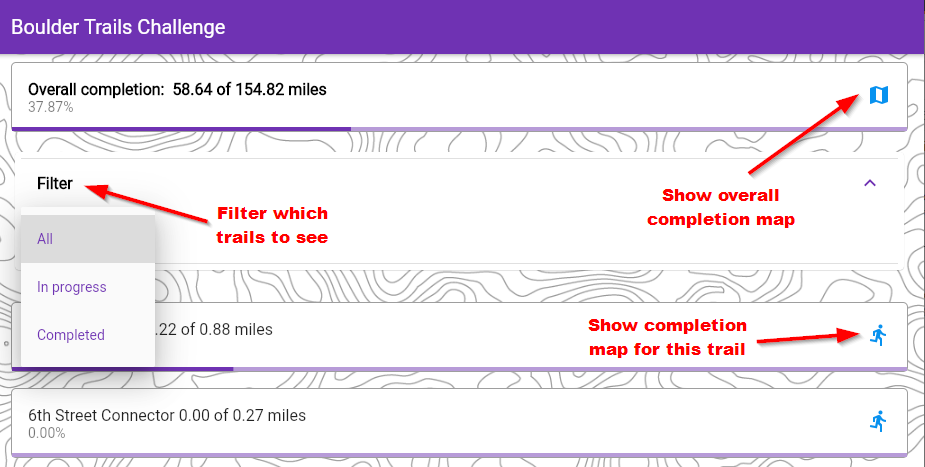 Boulder Trails Challenge
Overall completion: 58.64 of 154.82 miles
37.87%
Show overall
completion map
Filter
Filter which
trails to see
All
In progress
Completed
.22 of 0.88 miles
Show completion
map for this trail
6th Street Connector 0.00 of 0.27 miles
0.00%